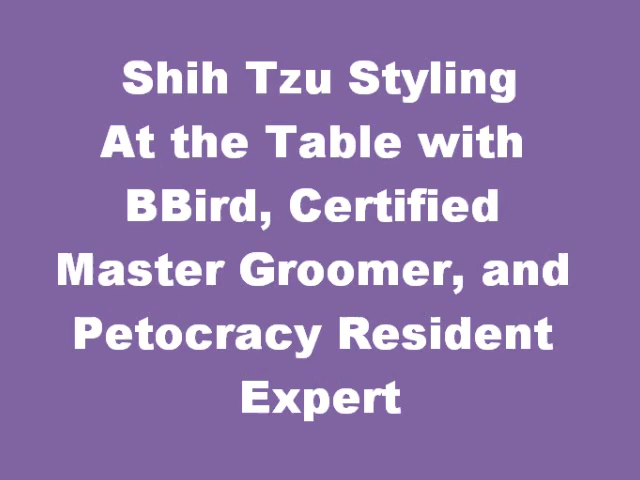 Shih Tzu Styling
At the Table with
BBird, Certified
Master Groomer, and
Petocracy Resident
Expert